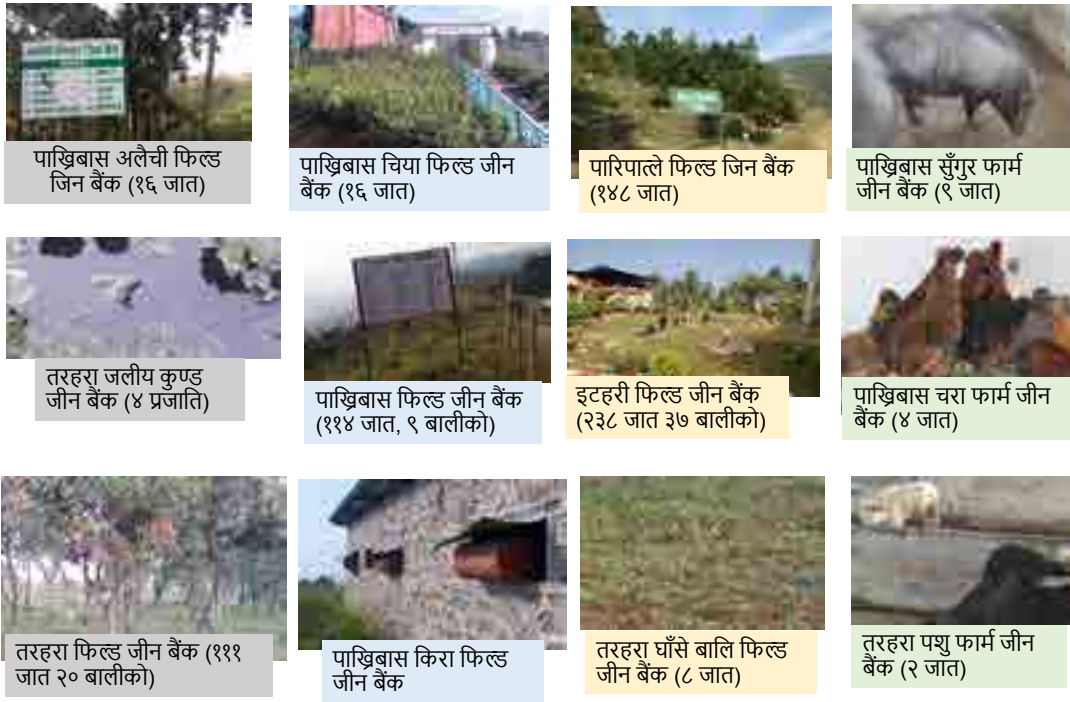 पाख्रिबास अलैची फिल्ड
जिन बैंक (१६ जात)
पाख्रिबास चिया फिल्ड जीन
बैंक (१६ जात)
पारिपात्ले फिल्ड जिन बैंक
(१४८ जात)
पाख्रिबास सुँगुर फार्म
जीन बैंक (९ जात)
तरहरा जलीय कुण्ड
जीन बैंक (४ प्रजाति)
पाख्रिबास फिल्ड जीन बैंक
(११४ जात, ९ बालीको)
इटहरी फिल्ड जीन बैंक
(२३८ जात ३७ बालीको)
पाख्रिबास चरा फार्म जीन
बैंक (४ जात)
तरहरा फिल्ड जीन बैंक (१११
जात २० बालीको)
पाख्रिबास किरा फिल्ड
जीन बैंक
तरहरा घाँसे बालि फिल्ड
जीन बैंक (८ जात)
तरहरा पशु फार्म जीन
बैंक (२ जात)